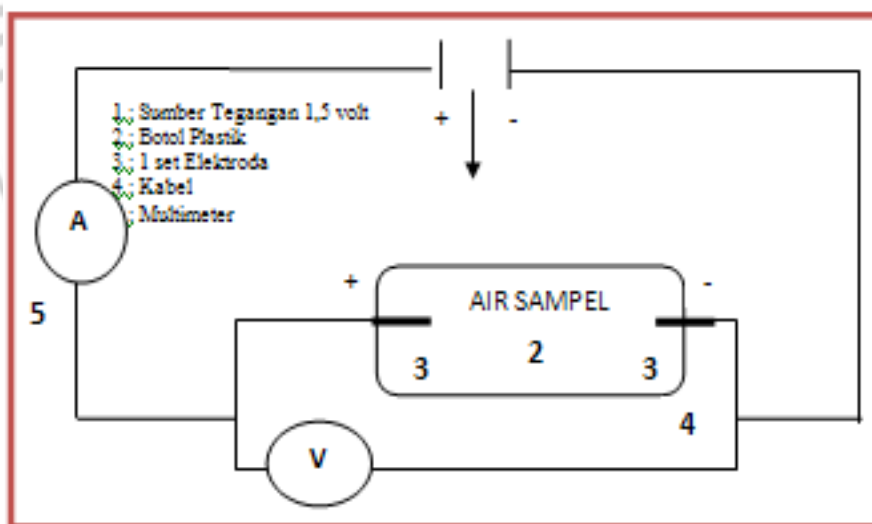 1.; Sumber Tegangan 1,5 volt
+ -
2.; Botol Plastik
3.; 1 set Elektroda
4.; Kabel
; Multimeter
A
5
+ -
AIR SAMPEL
3 2 3
4
V